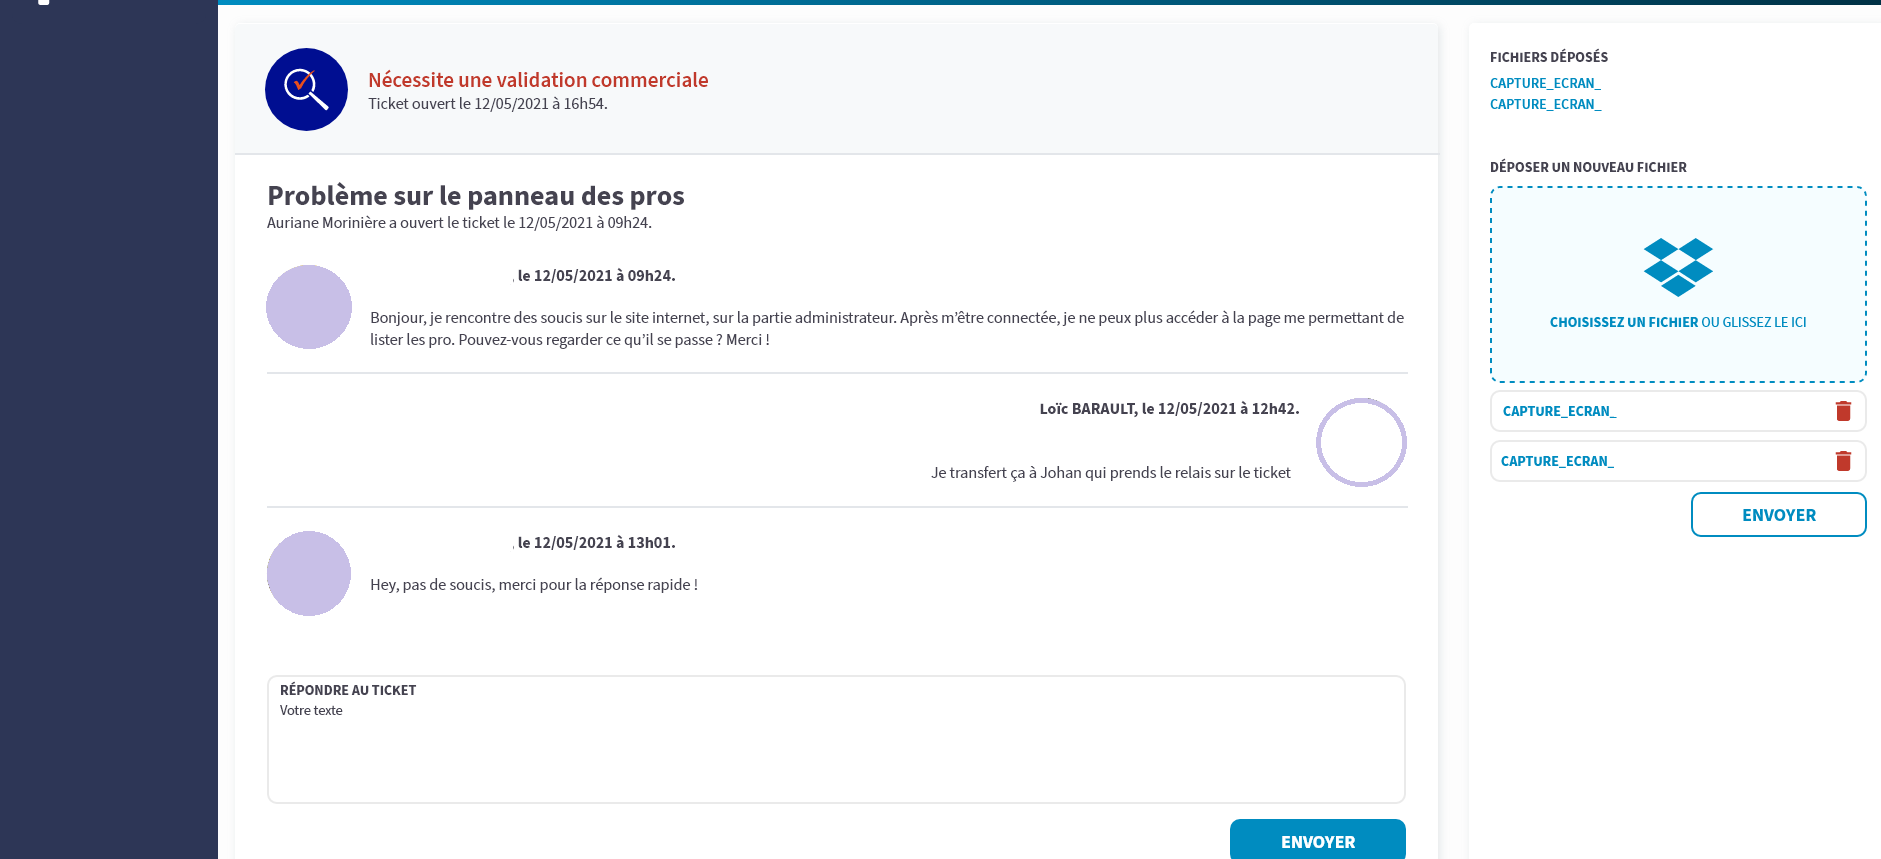 Nécessite une validation commerciale
Ticket ouvert le 12/05/2021 à 16h54.
Problème sur le panneau des pros
Auriane Morinière a ouvert le ticket le 12/05/2021 à 09h24.
, le 12/05/2021 à 09h24.
Bonjour, je rencontre des soucis sur le site internet, sur la partie administrateur. Après m’être connectée, je ne peux plus accéder à la page me permettant de
lister les pro. Pouvez-vous regarder ce qu’il se passe ? Merci !
Loïc BARAULT, le 12/05/2021 à 12h42.
Je transfert ça à Johan qui prends le relais sur le ticket
, le 12/05/2021 à 13h01.
Hey, pas de soucis, merci pour la réponse rapide !
RÉPONDRE AU TICKET
Votre texte
ENVOYER
FICHIERS DÉPOSÉS
CAPTURE_ECRAN_
CAPTURE_ECRAN_
DÉPOSER UN NOUVEAU FICHIER
CHOISISSEZ UN FICHIER OU GLISSEZ LE ICI
CAPTURE_ECRAN_
CAPTURE_ECRAN_
ENVOYER